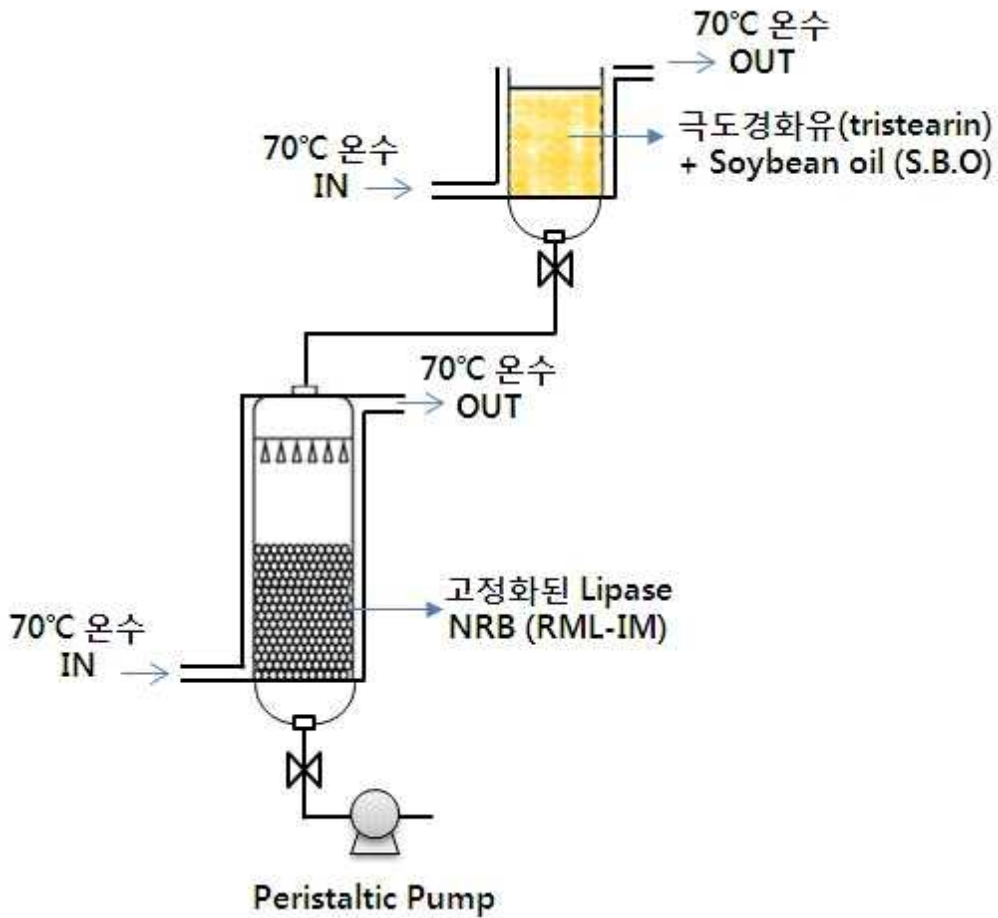 70℃ 온수
OUT
극도경화유(tristearin)
+ Soybean oil (S.B.O)
70℃ 온수
IN
70℃ 온수
OUT
고정화된 Lipase
NRB (RML-IM)
70℃ 온수
IN
Peristaltic Pump